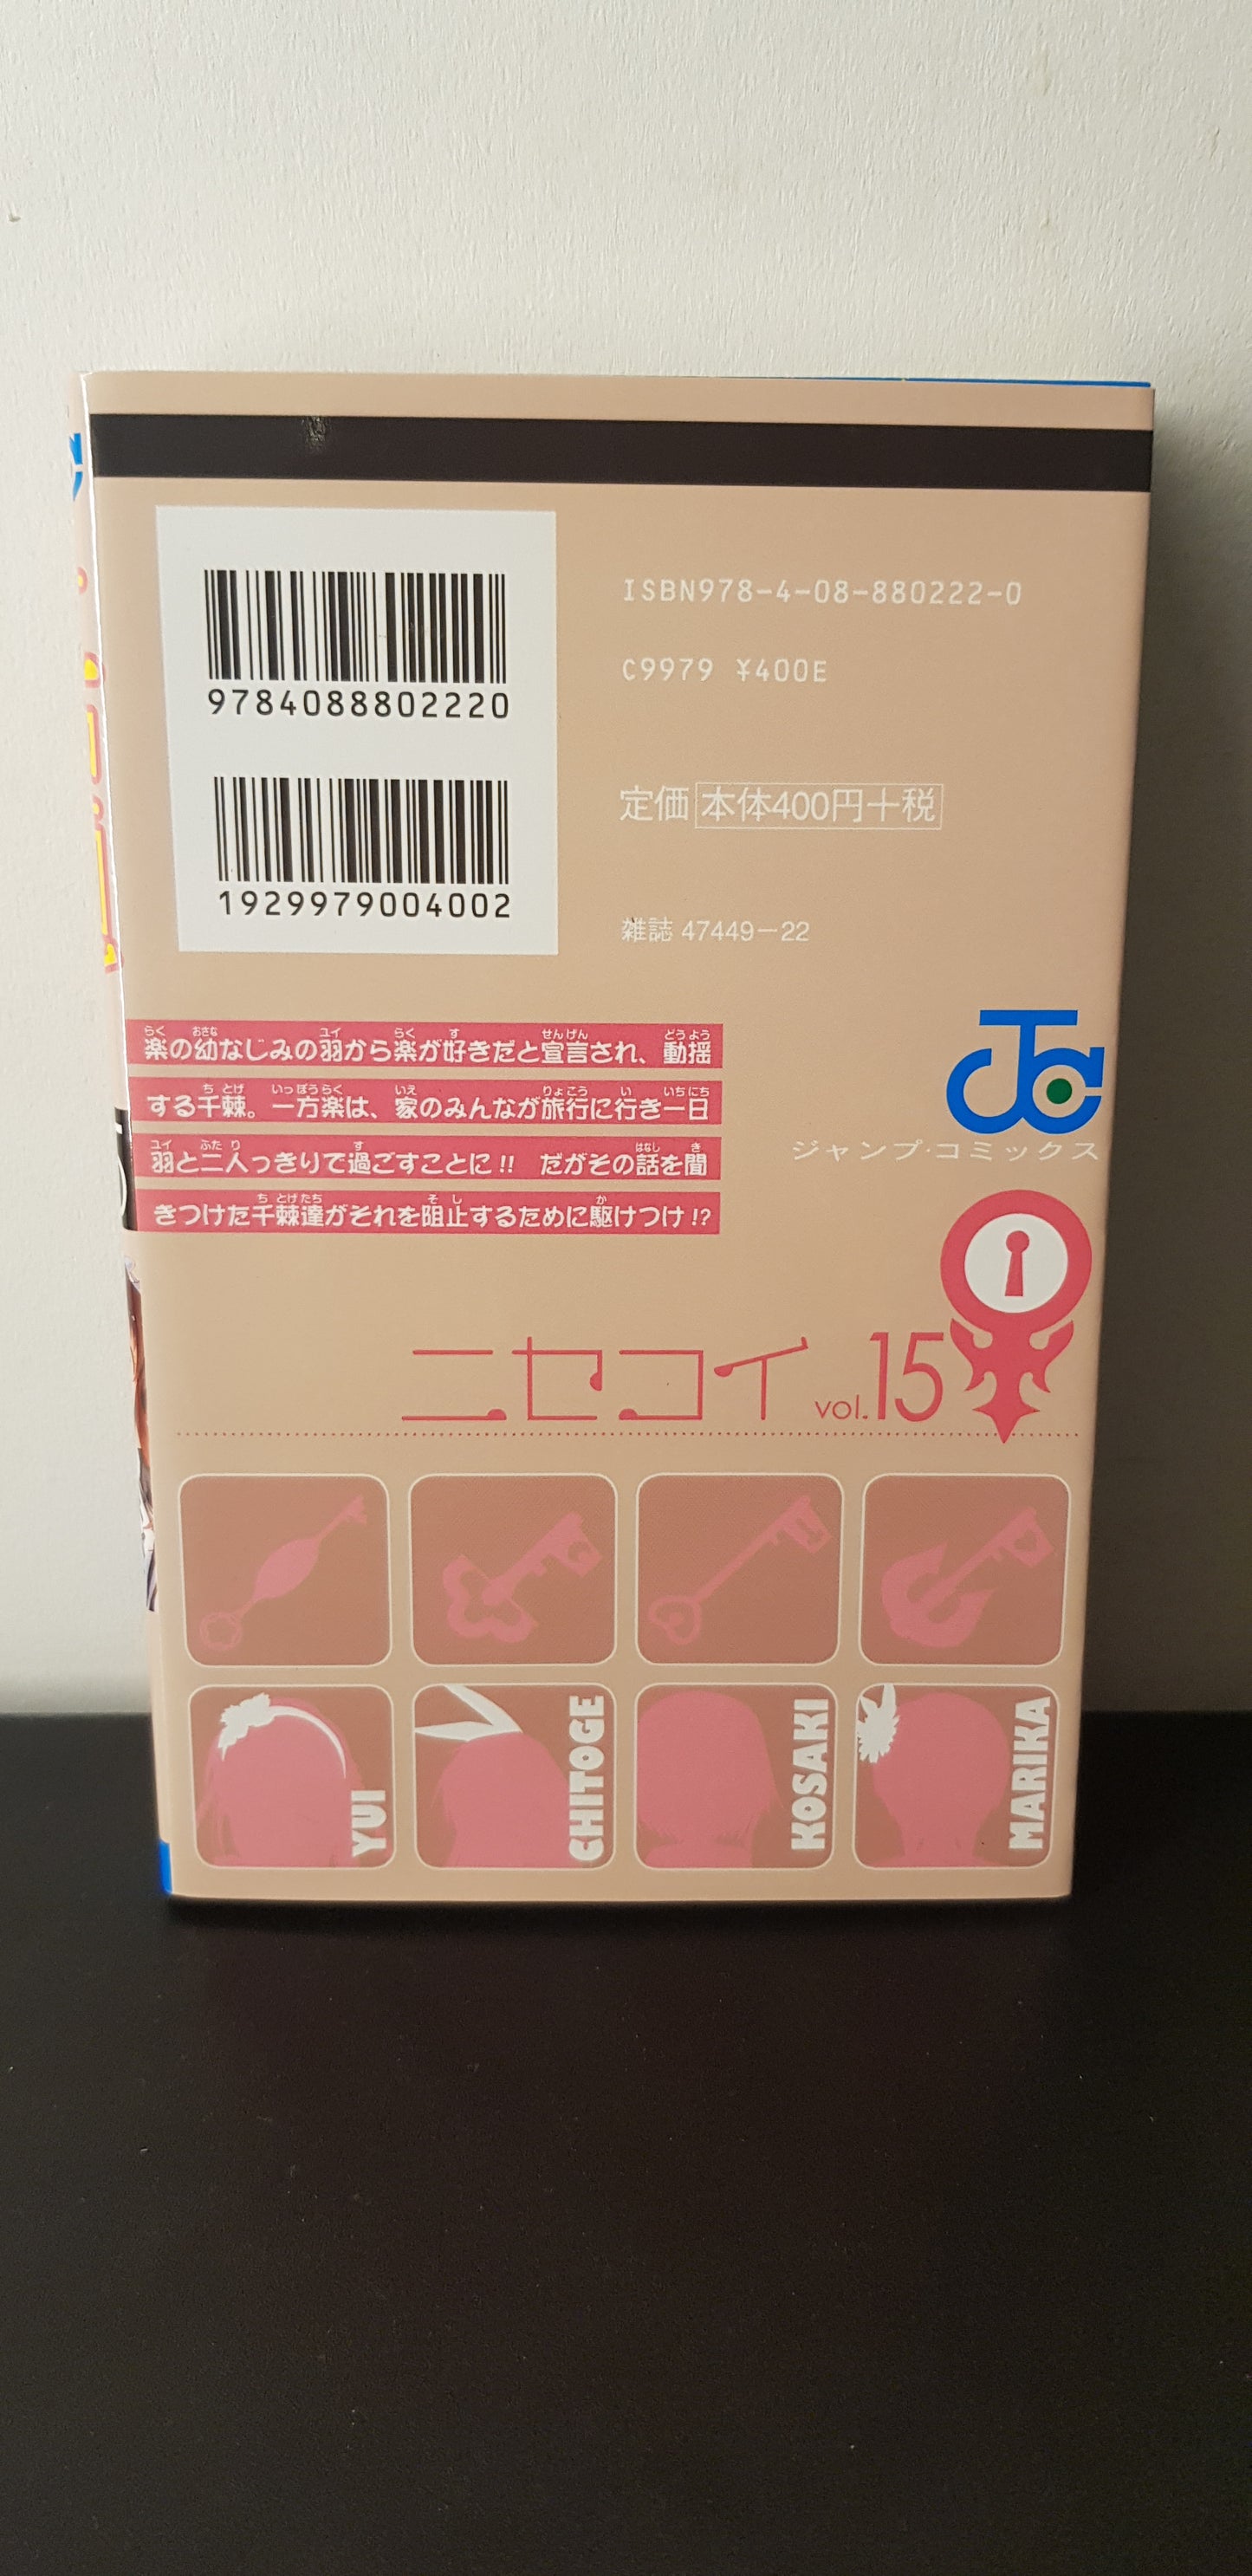 9784088802220
1929979004002
ISBN978-4-08-880222-0
C9979 ¥400E
定価 本体400円+税
雑誌 47449-22
楽の幼なじみの羽から楽が好きだと宣言され、動揺
する千棘。一方楽は、家のみんなが旅行に行き一日
羽と二人っきりで過ごすことに!! だがその話を聞
きつけた千棘達がそれを阻止するために駆けつけ!?
JC
ジャンプ・コミックス
ニセコイ vol.15
YUI
CHITOGE
KOSAKI
MARIKA